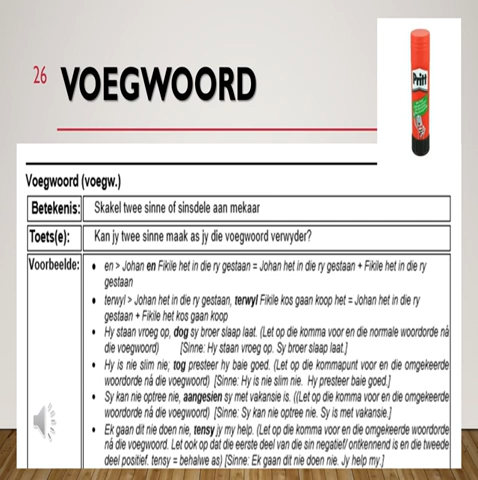 26
VOEGWOORD
Pritt
Voegwoord (voegw.)
Betekenis: Skakel twee sinne of sinsdele aan mekaar
Toets(e): Kan jy twee sinne maak as jy die voegwoord verwyder?
Voorbeelde:
• en > Johan en Fikile het in die ry gestaan = Johan het in die ry gestaan + Fikile het in die ry
gestaan
• terwyl > Johan het in die ry gestaan, terwyl Fikile kos gaan koop het = Johan het in die ry
gestaan + Fikile het kos gaan koop
• Hy staan vroeg op, dog sy broer slaap laat. (Let op die komma voor en die normale woordorde
nà die voegwoord) [Sinne: Hy staan vroeg op. Sy broer slaap laat.]
• Hy is nie slim nie; tog presteer hy baie goed. (Let op die kommapunt voor en die omgekeerde
woordorde nà die voegwoord) [Sinne: Hy is nie slim nie. Hy presteer baie goed.]
• Sy kan nie optree nie, aangesien sy met vakansie is. ((Let op die komma voor en die omgekeerde
woordorde nà die voegwoord) [Sinne: Sy kan nie optree nie. Sy is met vakansie.]
• Ek gaan dit nie doen nie, tensy jy my help. (Let op die komma voor en die omgekeerde woordorde
nà die voegwoord. Let ook op dat die eerste deel van die sin negatief/ ontkennend is en die tweede
deel positief. tensy = behalwe as) [Sinne: Ek gaan dit nie doen nie. Jy help my.]